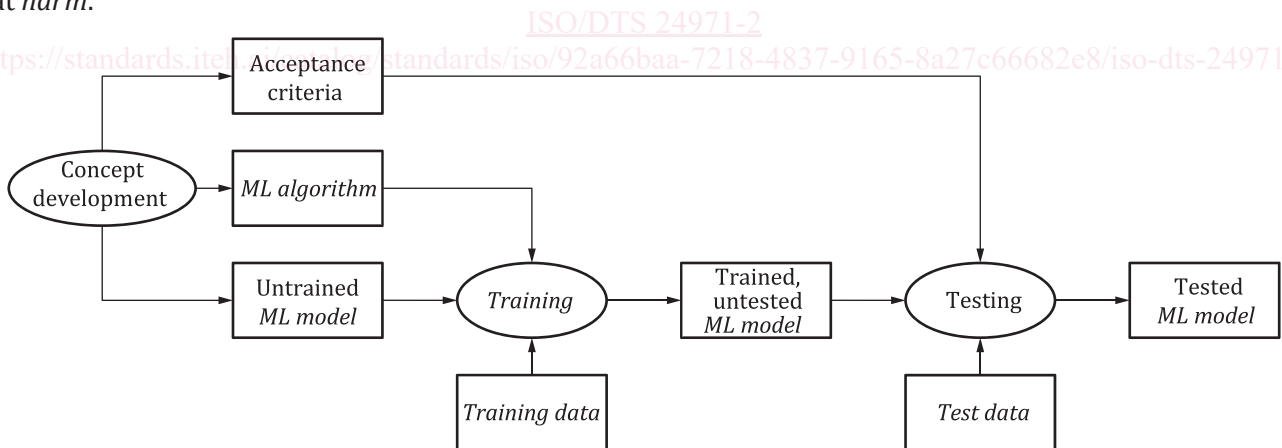 at harm.
ISO/DTS 24971-2
tps://standards.iteh.ai/catalog/standards/iso/92a66baa-7218-4837-9165-8a27c66682e8/iso-dts-24971
Acceptance
criteria
Concept
development
ML algorithm
Untrained
ML model
Training
Trained,
untested
ML model
Testing
Tested
ML model
Training data
Test data